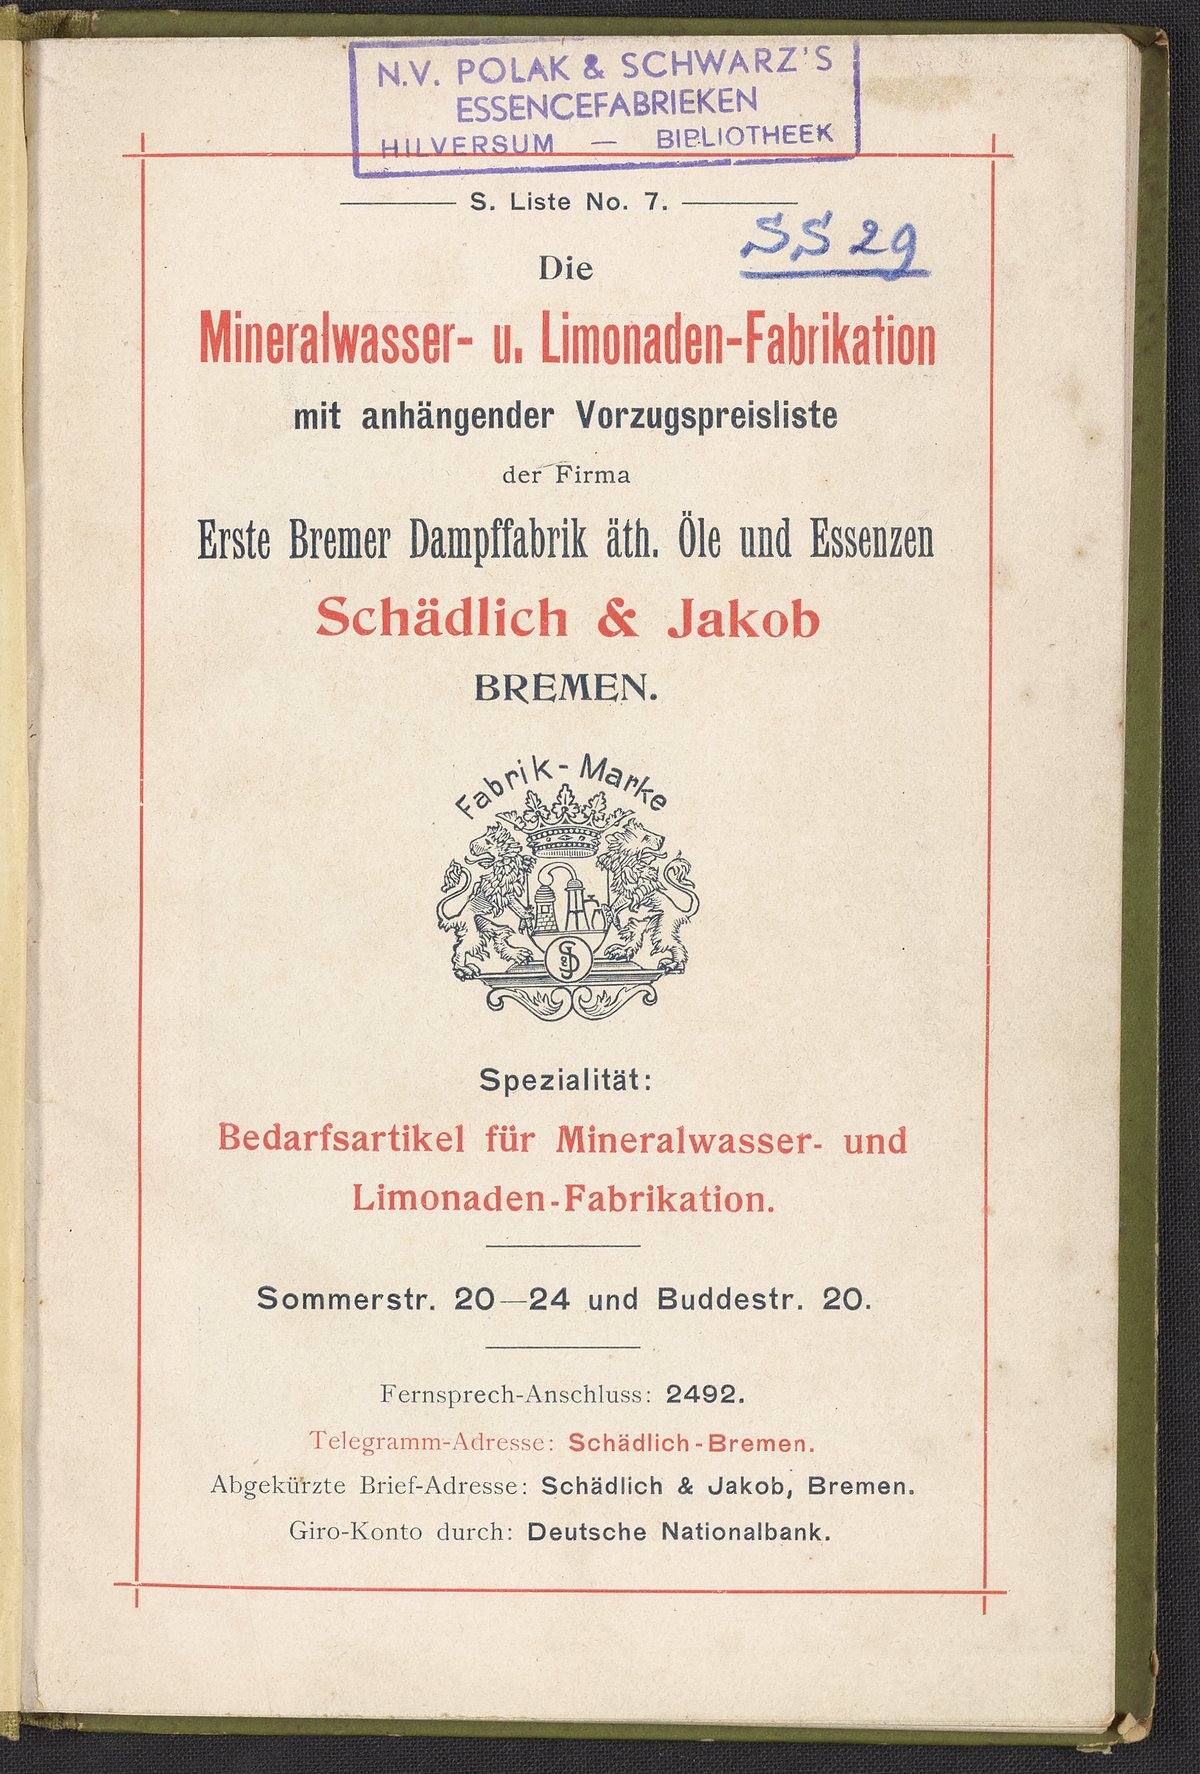 N.V. POLAK & SCHWARZ'S
ESSENCEFABRIEKEN
HILVERSUM — BIBLIOTHEEK
S. Liste No. 7.
SS 29
Die
Mineralwasser- u. Limonaden-Fabrikation
mit anhängender Vorzugspreisliste
der Firma
Erste Bremer Dampffabrik äth. Öle und Essenzen
Schädlich & Jakob
BREMEN.
Fabrik-Marke
Spezialität:
Bedarfsartikel für Mineralwasser- und
Limonaden-Fabrikation.
Sommerstr. 20—24 und Buddestr. 20.
Fernsprech-Anschluss: 2492.
Telegramm-Adresse: Schädlich-Bremen.
Abgekürzte Brief-Adresse: Schädlich & Jakob, Bremen.
Giro-Konto durch: Deutsche Nationalbank.